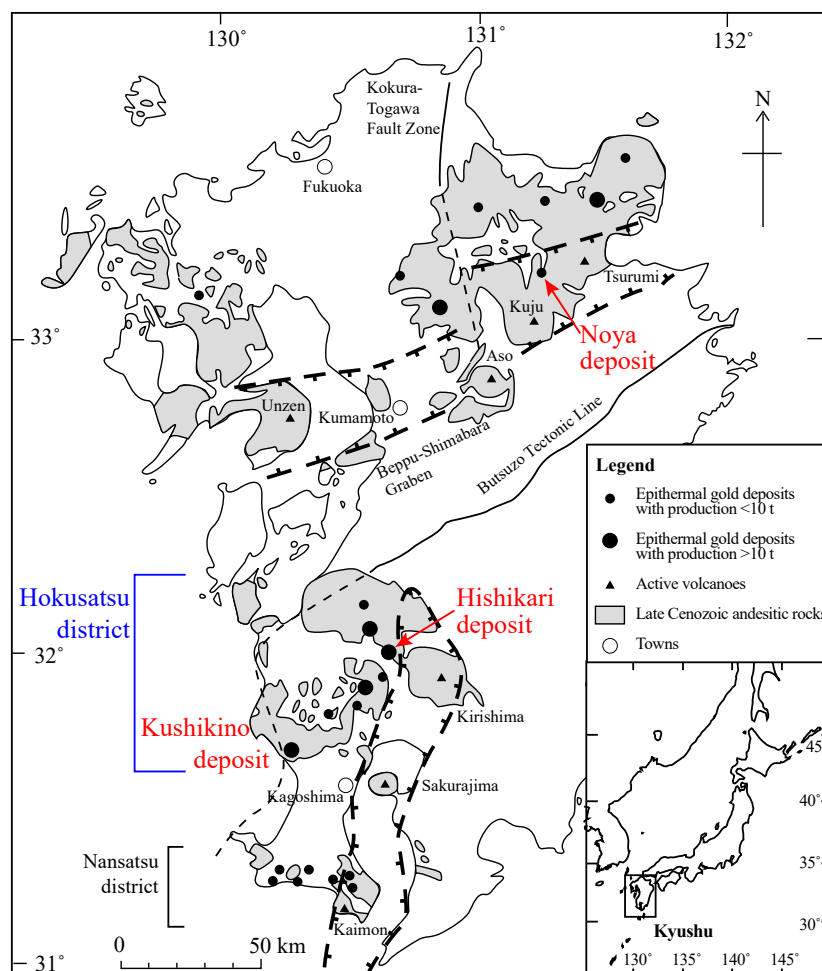 130°
131°
132°
Kokura-
Togawa
Fault Zone
N
Fukuoka
Tsurumi
Kuju
Noya
deposit
33°
Aso
Unzen
Kumamoto
Beppu-Shimabara
Graben
Butsuzo Tectonic Line
Legend
Epithermal gold deposits
with production <10 t
Epithermal gold deposits
with production >10 t
Active volcanoes
Late Cenozoic andesitic rocks
Towns
Hokusatsu
district
Hishikari
deposit
32°
Kirishima
Kushikino
deposit
Kagoshima
Sakurajima
Nansatsu
district
Kaimon
0
50 km
31°
45°
40°
35°
30°
Kyushu
130°
135°
140°
145°